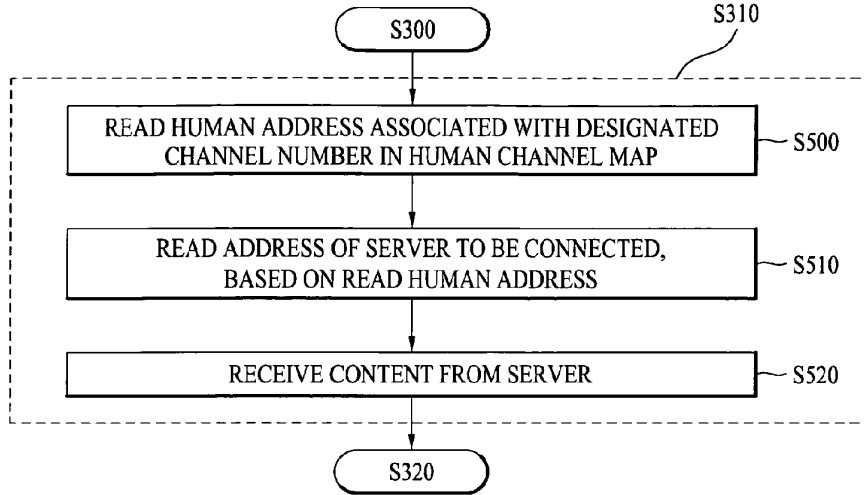 S300
S310
READ HUMAN ADDRESS ASSOCIATED WITH DESIGNATED
CHANNEL NUMBER IN HUMAN CHANNEL MAP
S500
READ ADDRESS OF SERVER TO BE CONNECTED,
BASED ON READ HUMAN ADDRESS
S510
RECEIVE CONTENT FROM SERVER
S520
S320